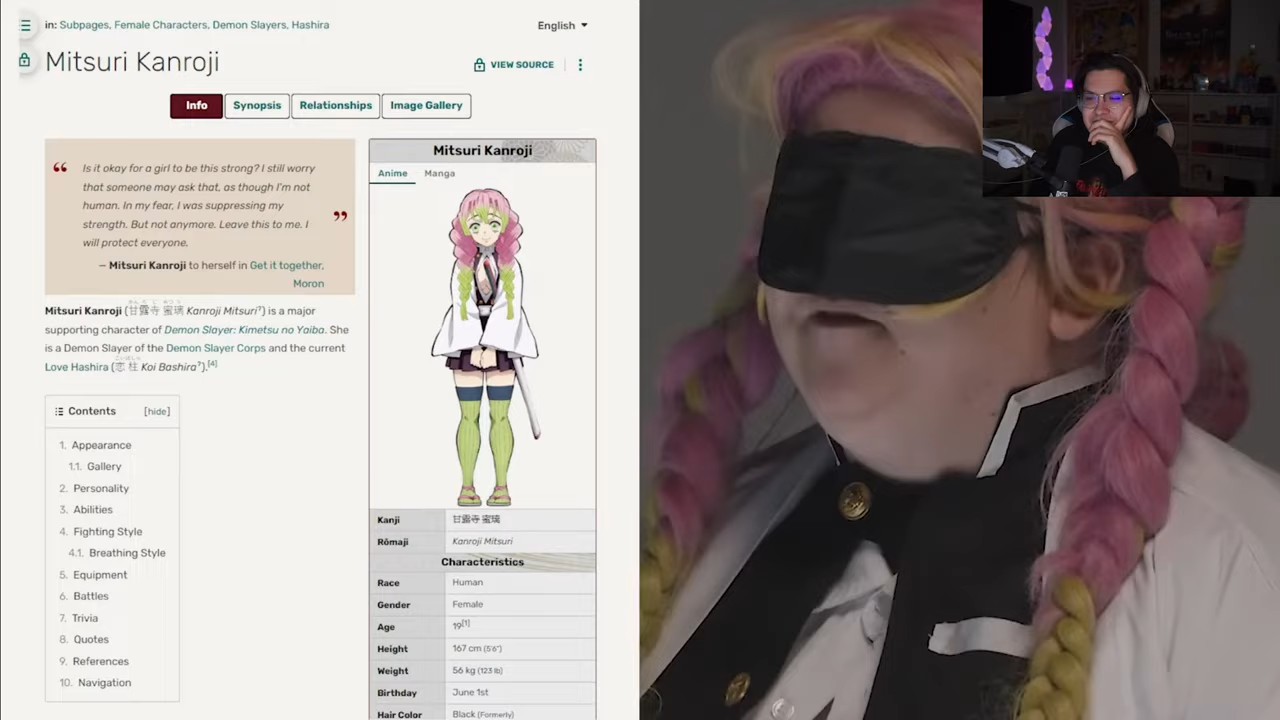 in: Subpages, Female Characters, Demon Slayers, Hashira
English
Mitsuri Kanroji
VIEW SOURCE
Info
Synopsis
Relationships
Image Gallery
“ Is it okay for a girl to be this strong? I still worry
that someone may ask that, as though I'm not
human. In my fear, I was suppressing my
strength. But not anymore. Leave this to me. I
will protect everyone. ”
— Mitsuri Kanroji to herself in Get it together,
Moron
Mitsuri Kanroji (甘露寺 蜜璃 Kanroji Mitsuri?) is a major
supporting character of Demon Slayer: Kimetsu no Yaiba. She
is a Demon Slayer of the Demon Slayer Corps and the current
Love Hashira (恋柱 Koi Bashira?).[4]
Contents [hide]
1. Appearance
1.1. Gallery
2. Personality
3. Abilities
4. Fighting Style
4.1. Breathing Style
5. Equipment
6. Battles
7. Trivia
8. Quotes
9. References
10. Navigation
Mitsuri Kanroji
Anime
Manga
Kanji 甘露寺 蜜璃
Rōmaji Kanroji Mitsuri
Characteristics
Race Human
Gender Female
Age 19[1]
Height 167 cm (5'6")
Weight 56 kg (123 lb)
Birthday June 1st
Hair Color Black (Formerly)